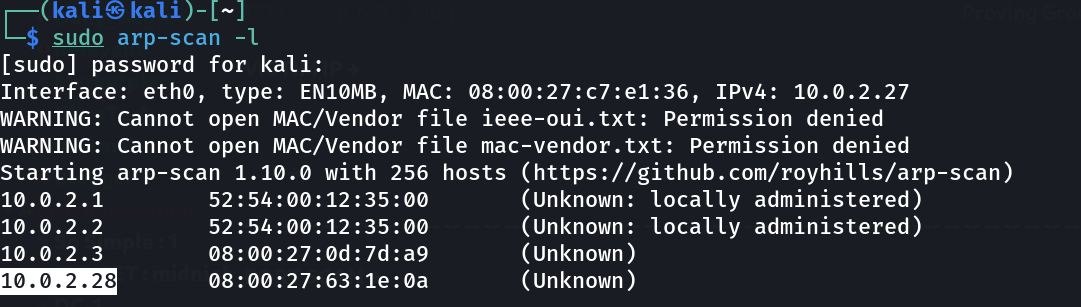 ┌──(kali㉿kali)-[~]
└─$ sudo arp-scan -l
[sudo] password for kali:
Interface: eth0, type: EN10MB, MAC: 08:00:27:c7:e1:36, IPv4: 10.0.2.27
WARNING: Cannot open MAC/Vendor file ieee-oui.txt: Permission denied
WARNING: Cannot open MAC/Vendor file mac-vendor.txt: Permission denied
Starting arp-scan 1.10.0 with 256 hosts (https://github.com/royhills/arp-scan)
10.0.2.1 52:54:00:12:35:00 (Unknown: locally administered)
10.0.2.2 52:54:00:12:35:00 (Unknown: locally administered)
10.0.2.3 08:00:27:0d:7d:a9 (Unknown)
10.0.2.28 08:00:27:63:1e:0a (Unknown)